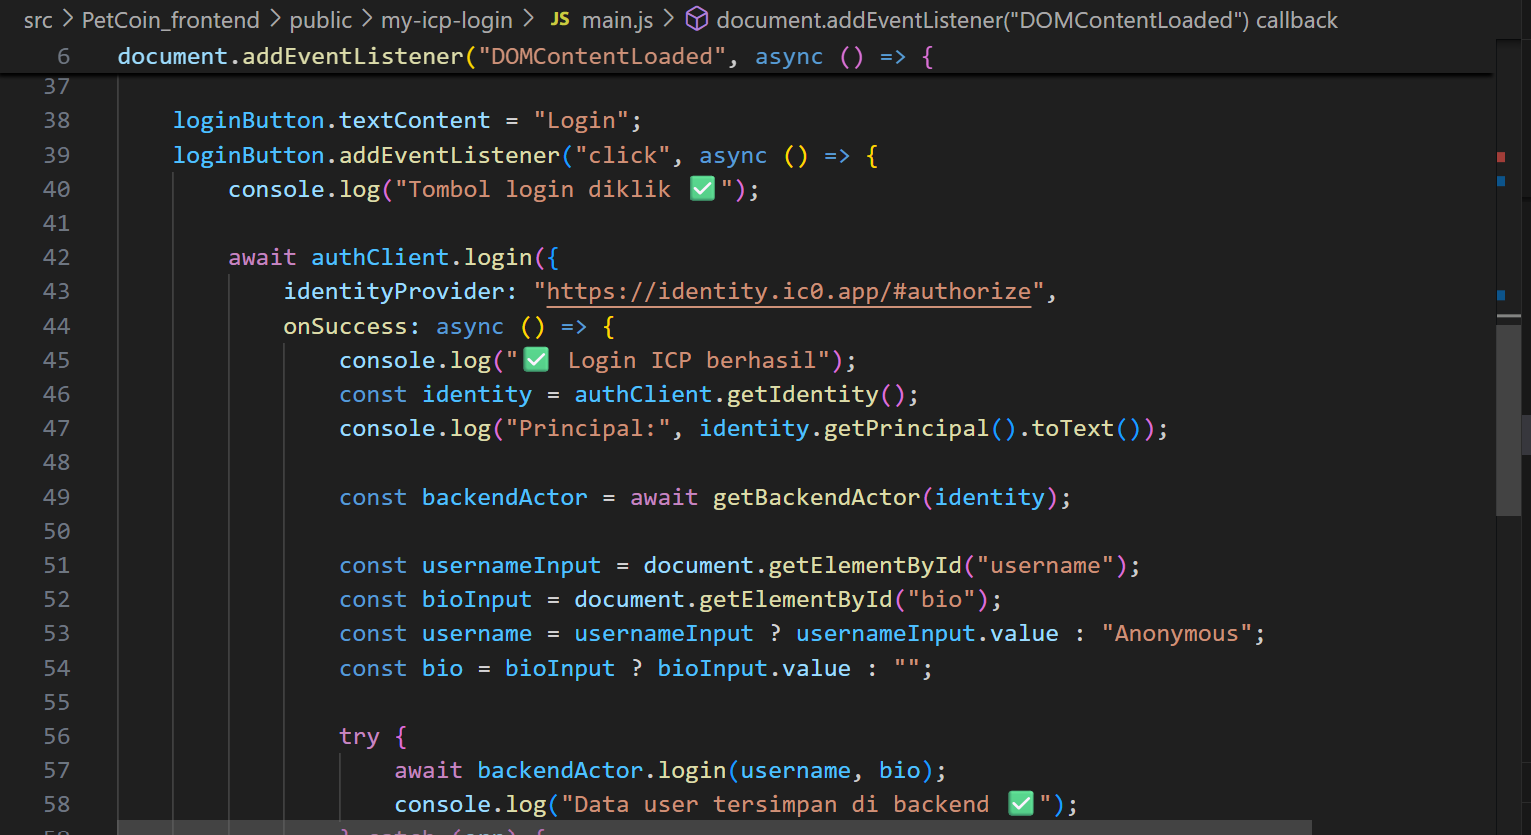 src > PetCoin_frontend > public > my-icp-login > JS main.js > document.addEventListener("DOMContentLoaded") callback
6 document.addEventListener("DOMContentLoaded", async () => {
37
38 loginButton.textContent = "Login";
39 loginButton.addEventListener("click", async () => {
40 console.log("Tombol login diklik ✅");
41
42 await authClient.login({
43 identityProvider: "https://identity.ic0.app/#authorize",
44 onSuccess: async () => {
45 console.log("✅ Login ICP berhasil");
46 const identity = authClient.getIdentity();
47 console.log("Principal:", identity.getPrincipal().toText());
48
49 const backendActor = await getBackendActor(identity);
50
51 const usernameInput = document.getElementById("username");
52 const bioInput = document.getElementById("bio");
53 const username = usernameInput ? usernameInput.value : "Anonymous";
54 const bio = bioInput ? bioInput.value : "";
55
56 try {
57 await backendActor.login(username, bio);
58 console.log("Data user tersimpan di backend ✅");